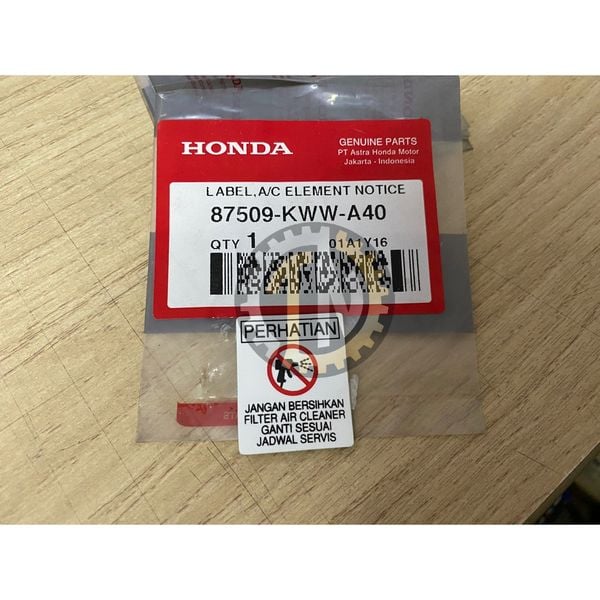 HONDA
GENUINE PARTS
PT Astra Honda Motor
Jakarta - Indonesia
LABEL,A/C ELEMENT NOTICE
87509-KWW-A40
QTY 1 01A1Y16
PERHATIAN
JANGAN BERSIHKAN
FILTER AIR CLEANER
GANTI SESUAI
JADWAL SERVIS